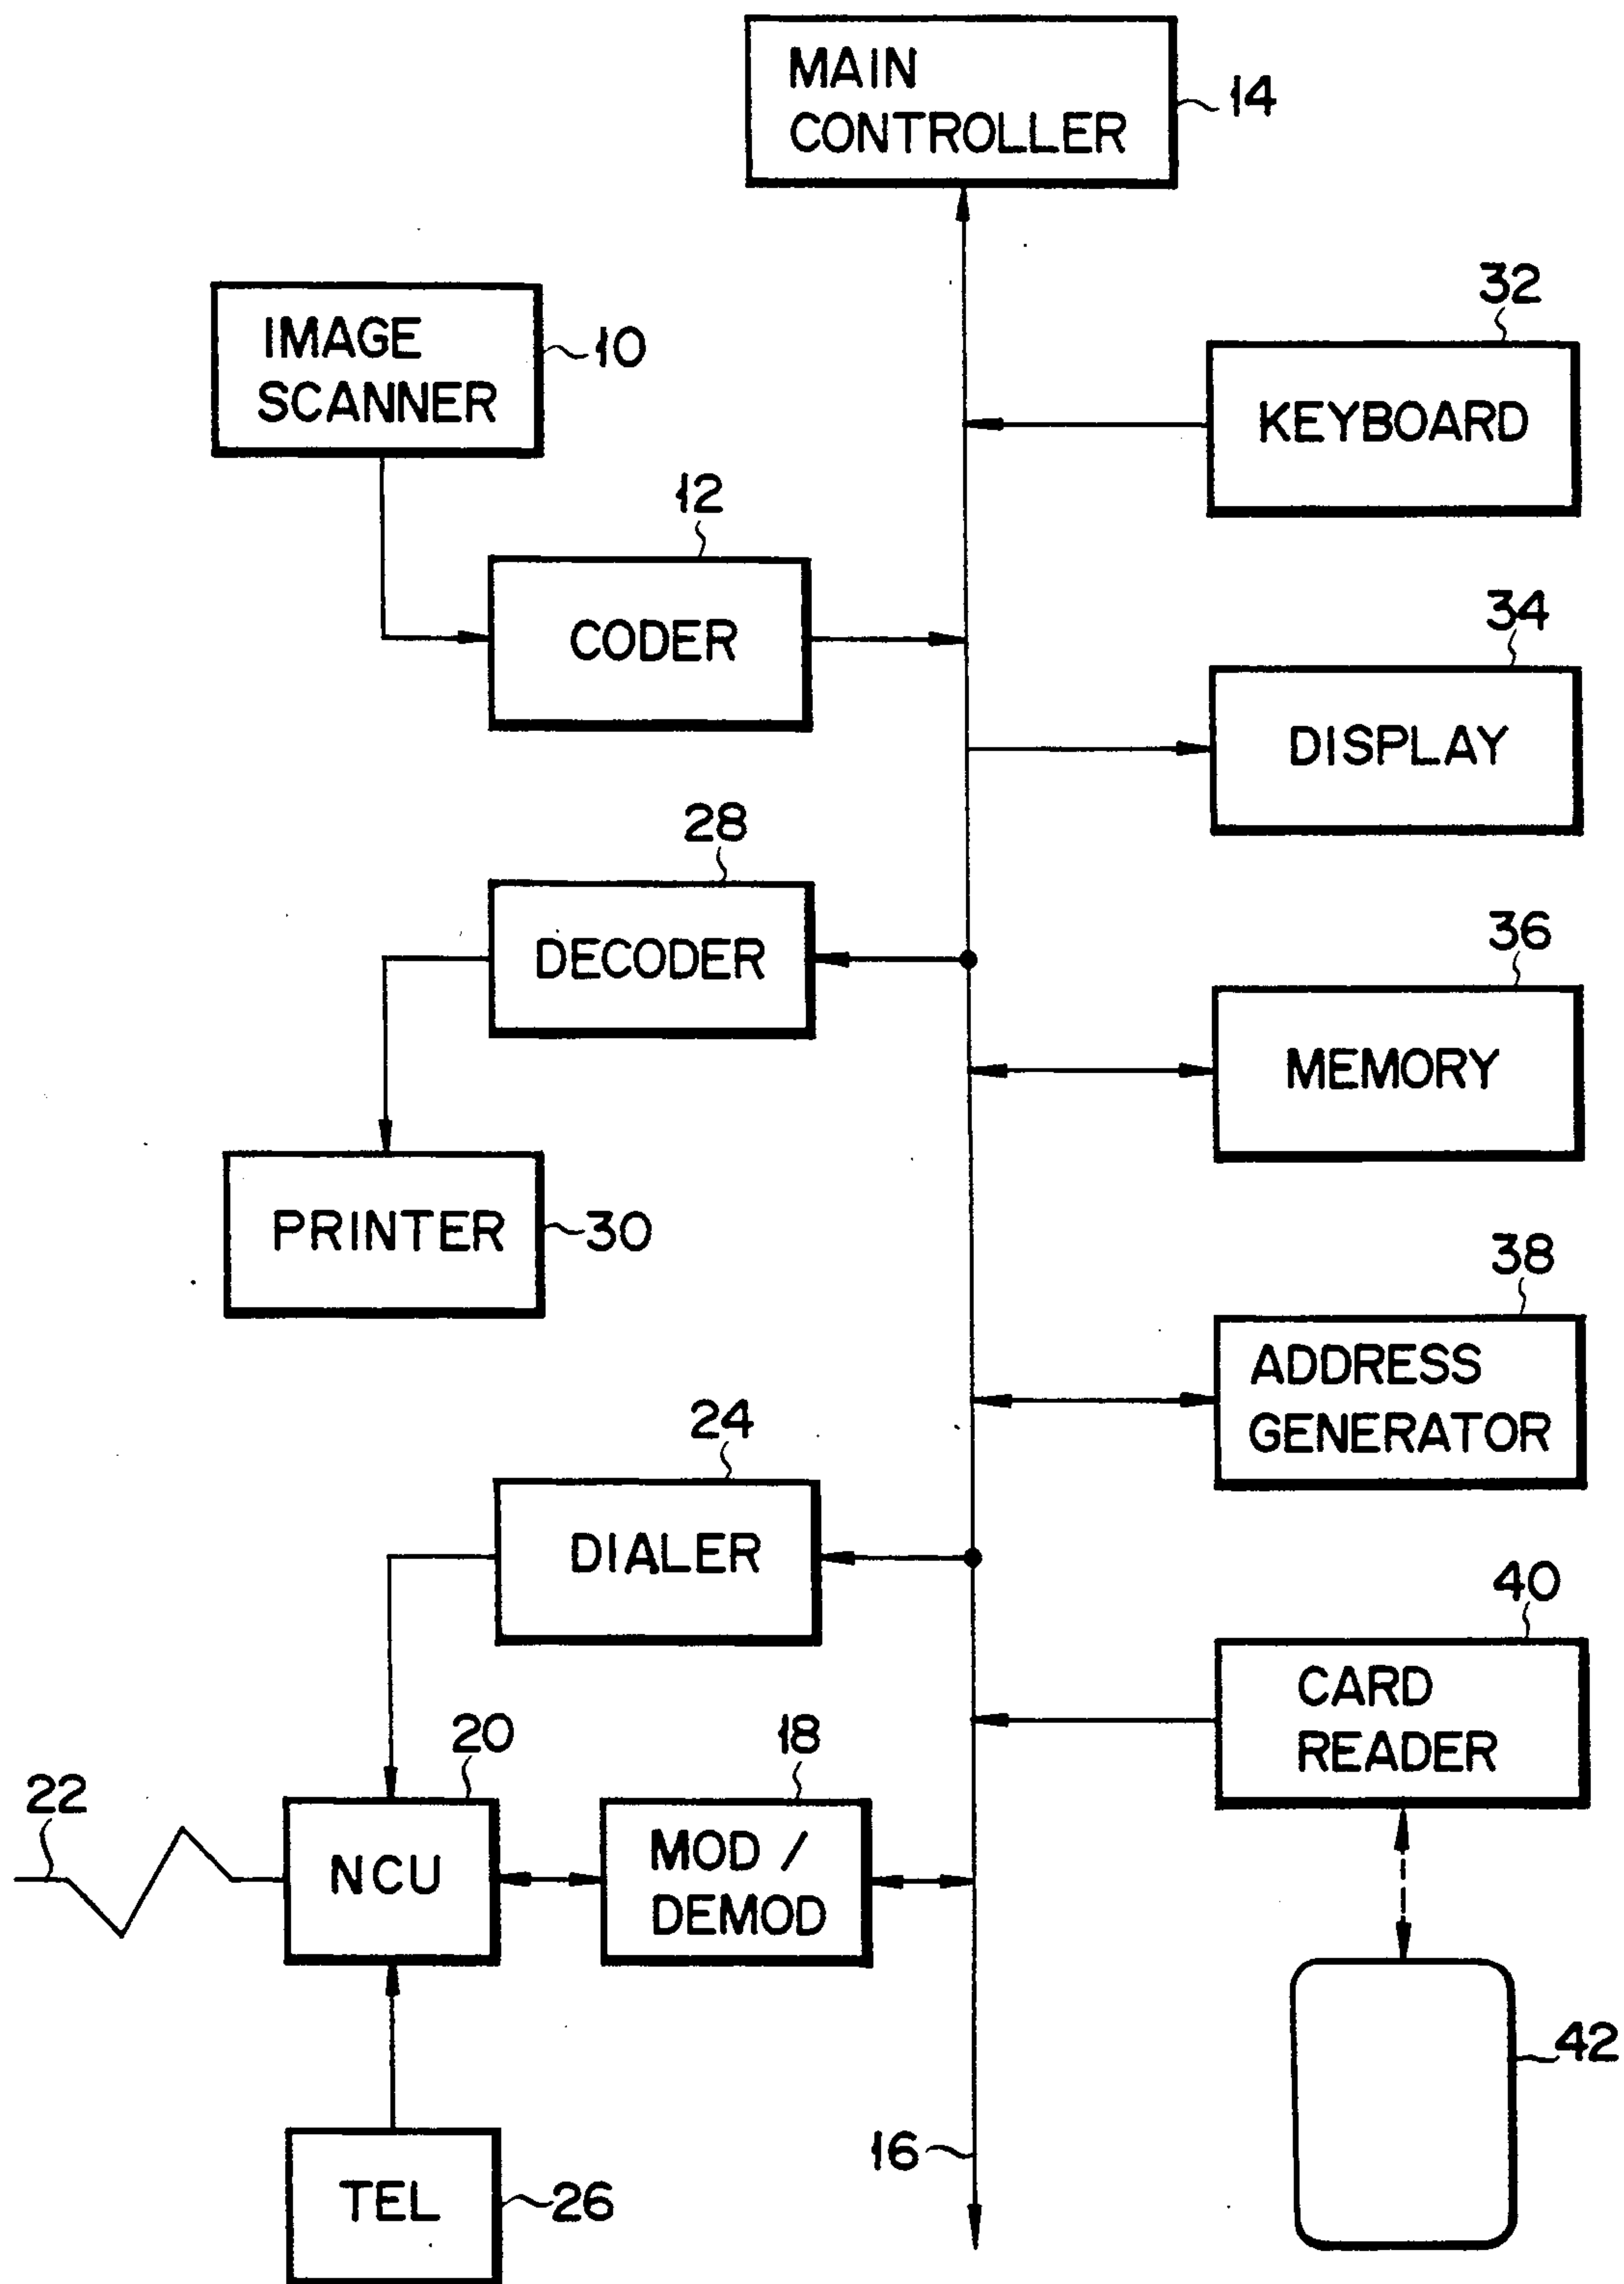 MAIN
CONTROLLER
14
IMAGE
SCANNER
10
32
KEYBOARD
12
CODER
34
DISPLAY
28
DECODER
36
MEMORY
PRINTER
30
38
ADDRESS
GENERATOR
24
DIALER
40
CARD
READER
22
20
NCU
18
MOD /
DEMOD
42
16
TEL
26